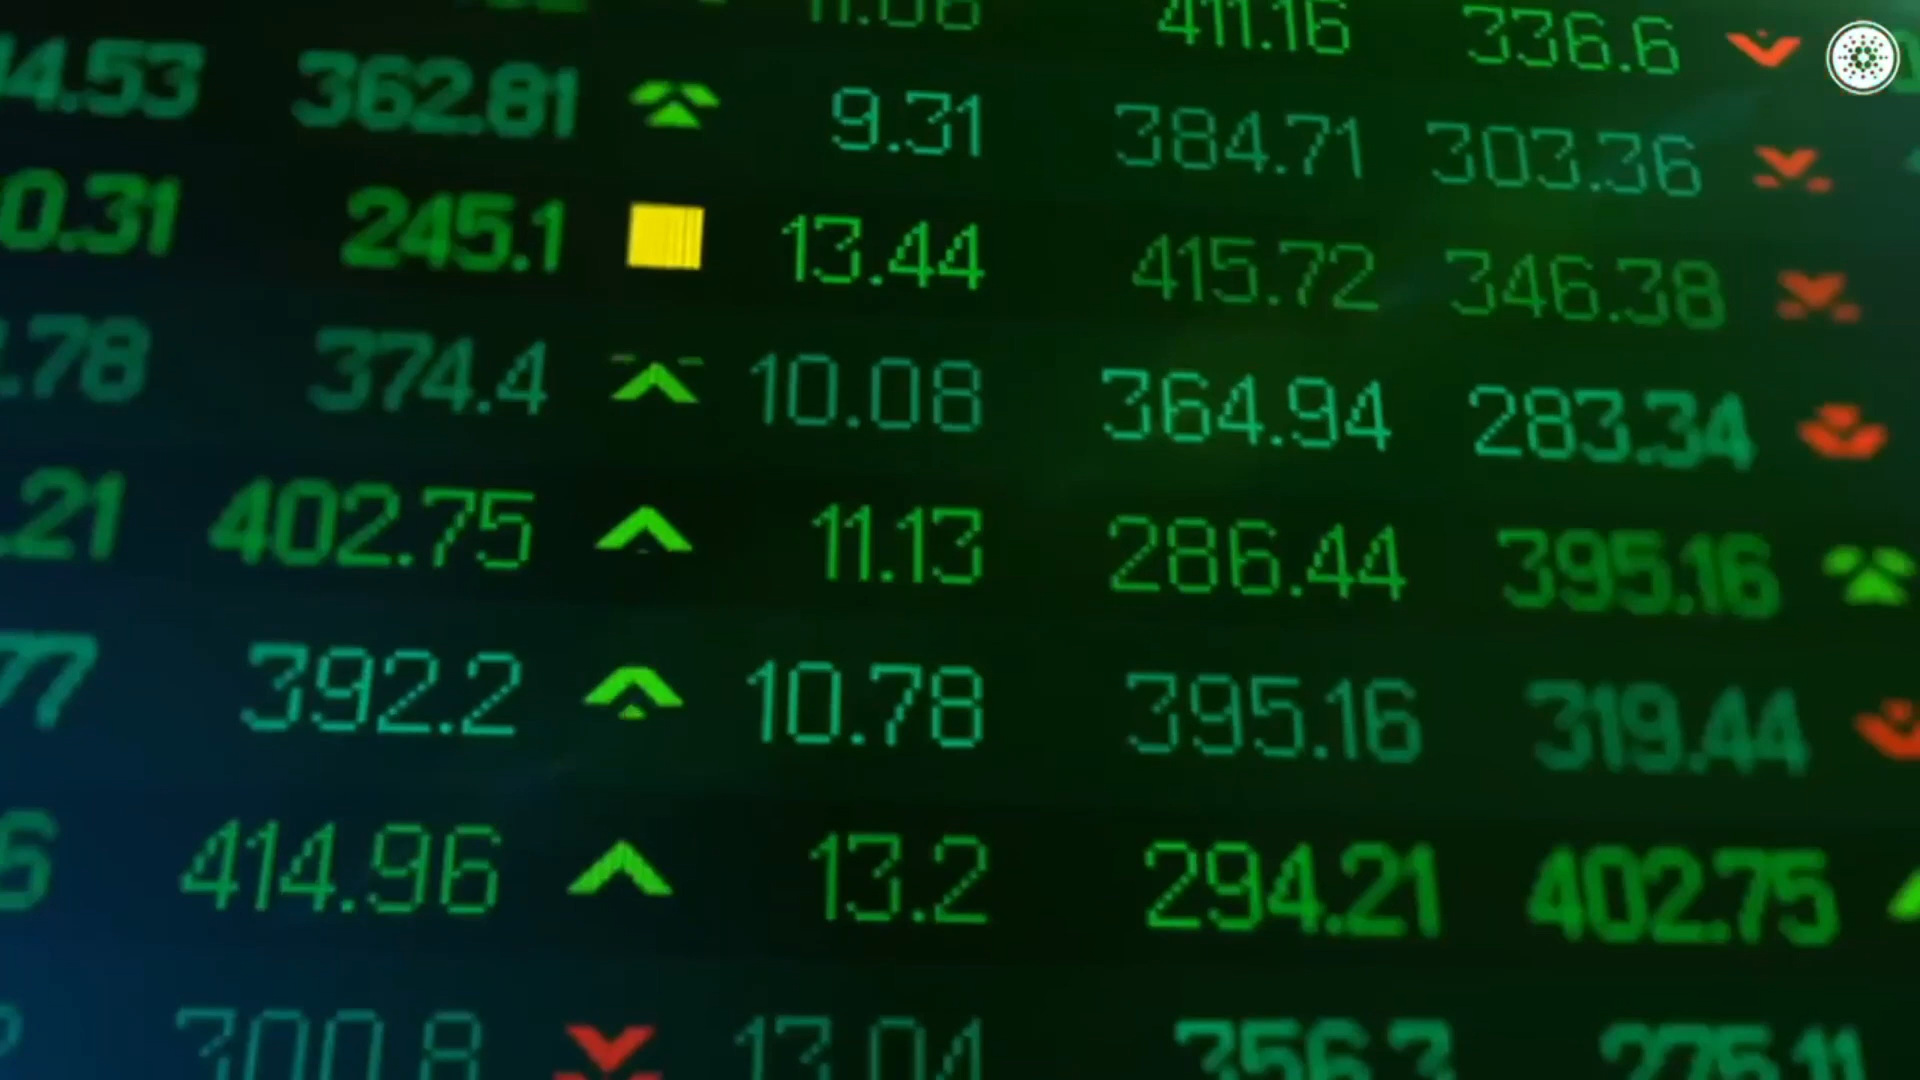 11.06 411.16 336.6
4.53 362.81 9.31 384.71 303.36
0.31 245.1 13.44 415.72 346.38
.78 374.4 10.08 364.94 283.34
.21 402.75 11.13 286.44 395.16
77 392.2 10.78 395.16 319.44
6 414.96 13.2 294.21 402.75
300.8 13.04 356.3 275.11